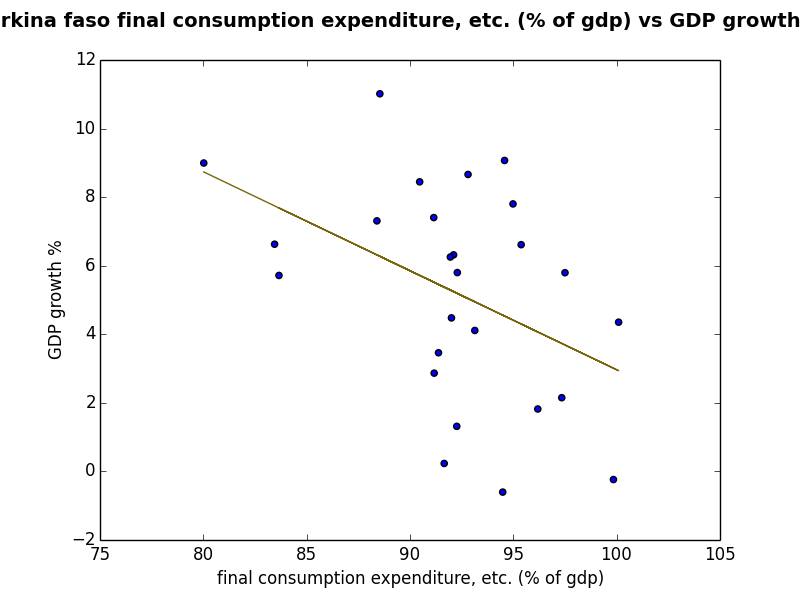 rkina faso final consumption expenditure, etc. (% of gdp) vs GDP growth
12
10
8
6
4
2
0
−2
GDP growth %
75 80 85 90 95 100 105
final consumption expenditure, etc. (% of gdp)